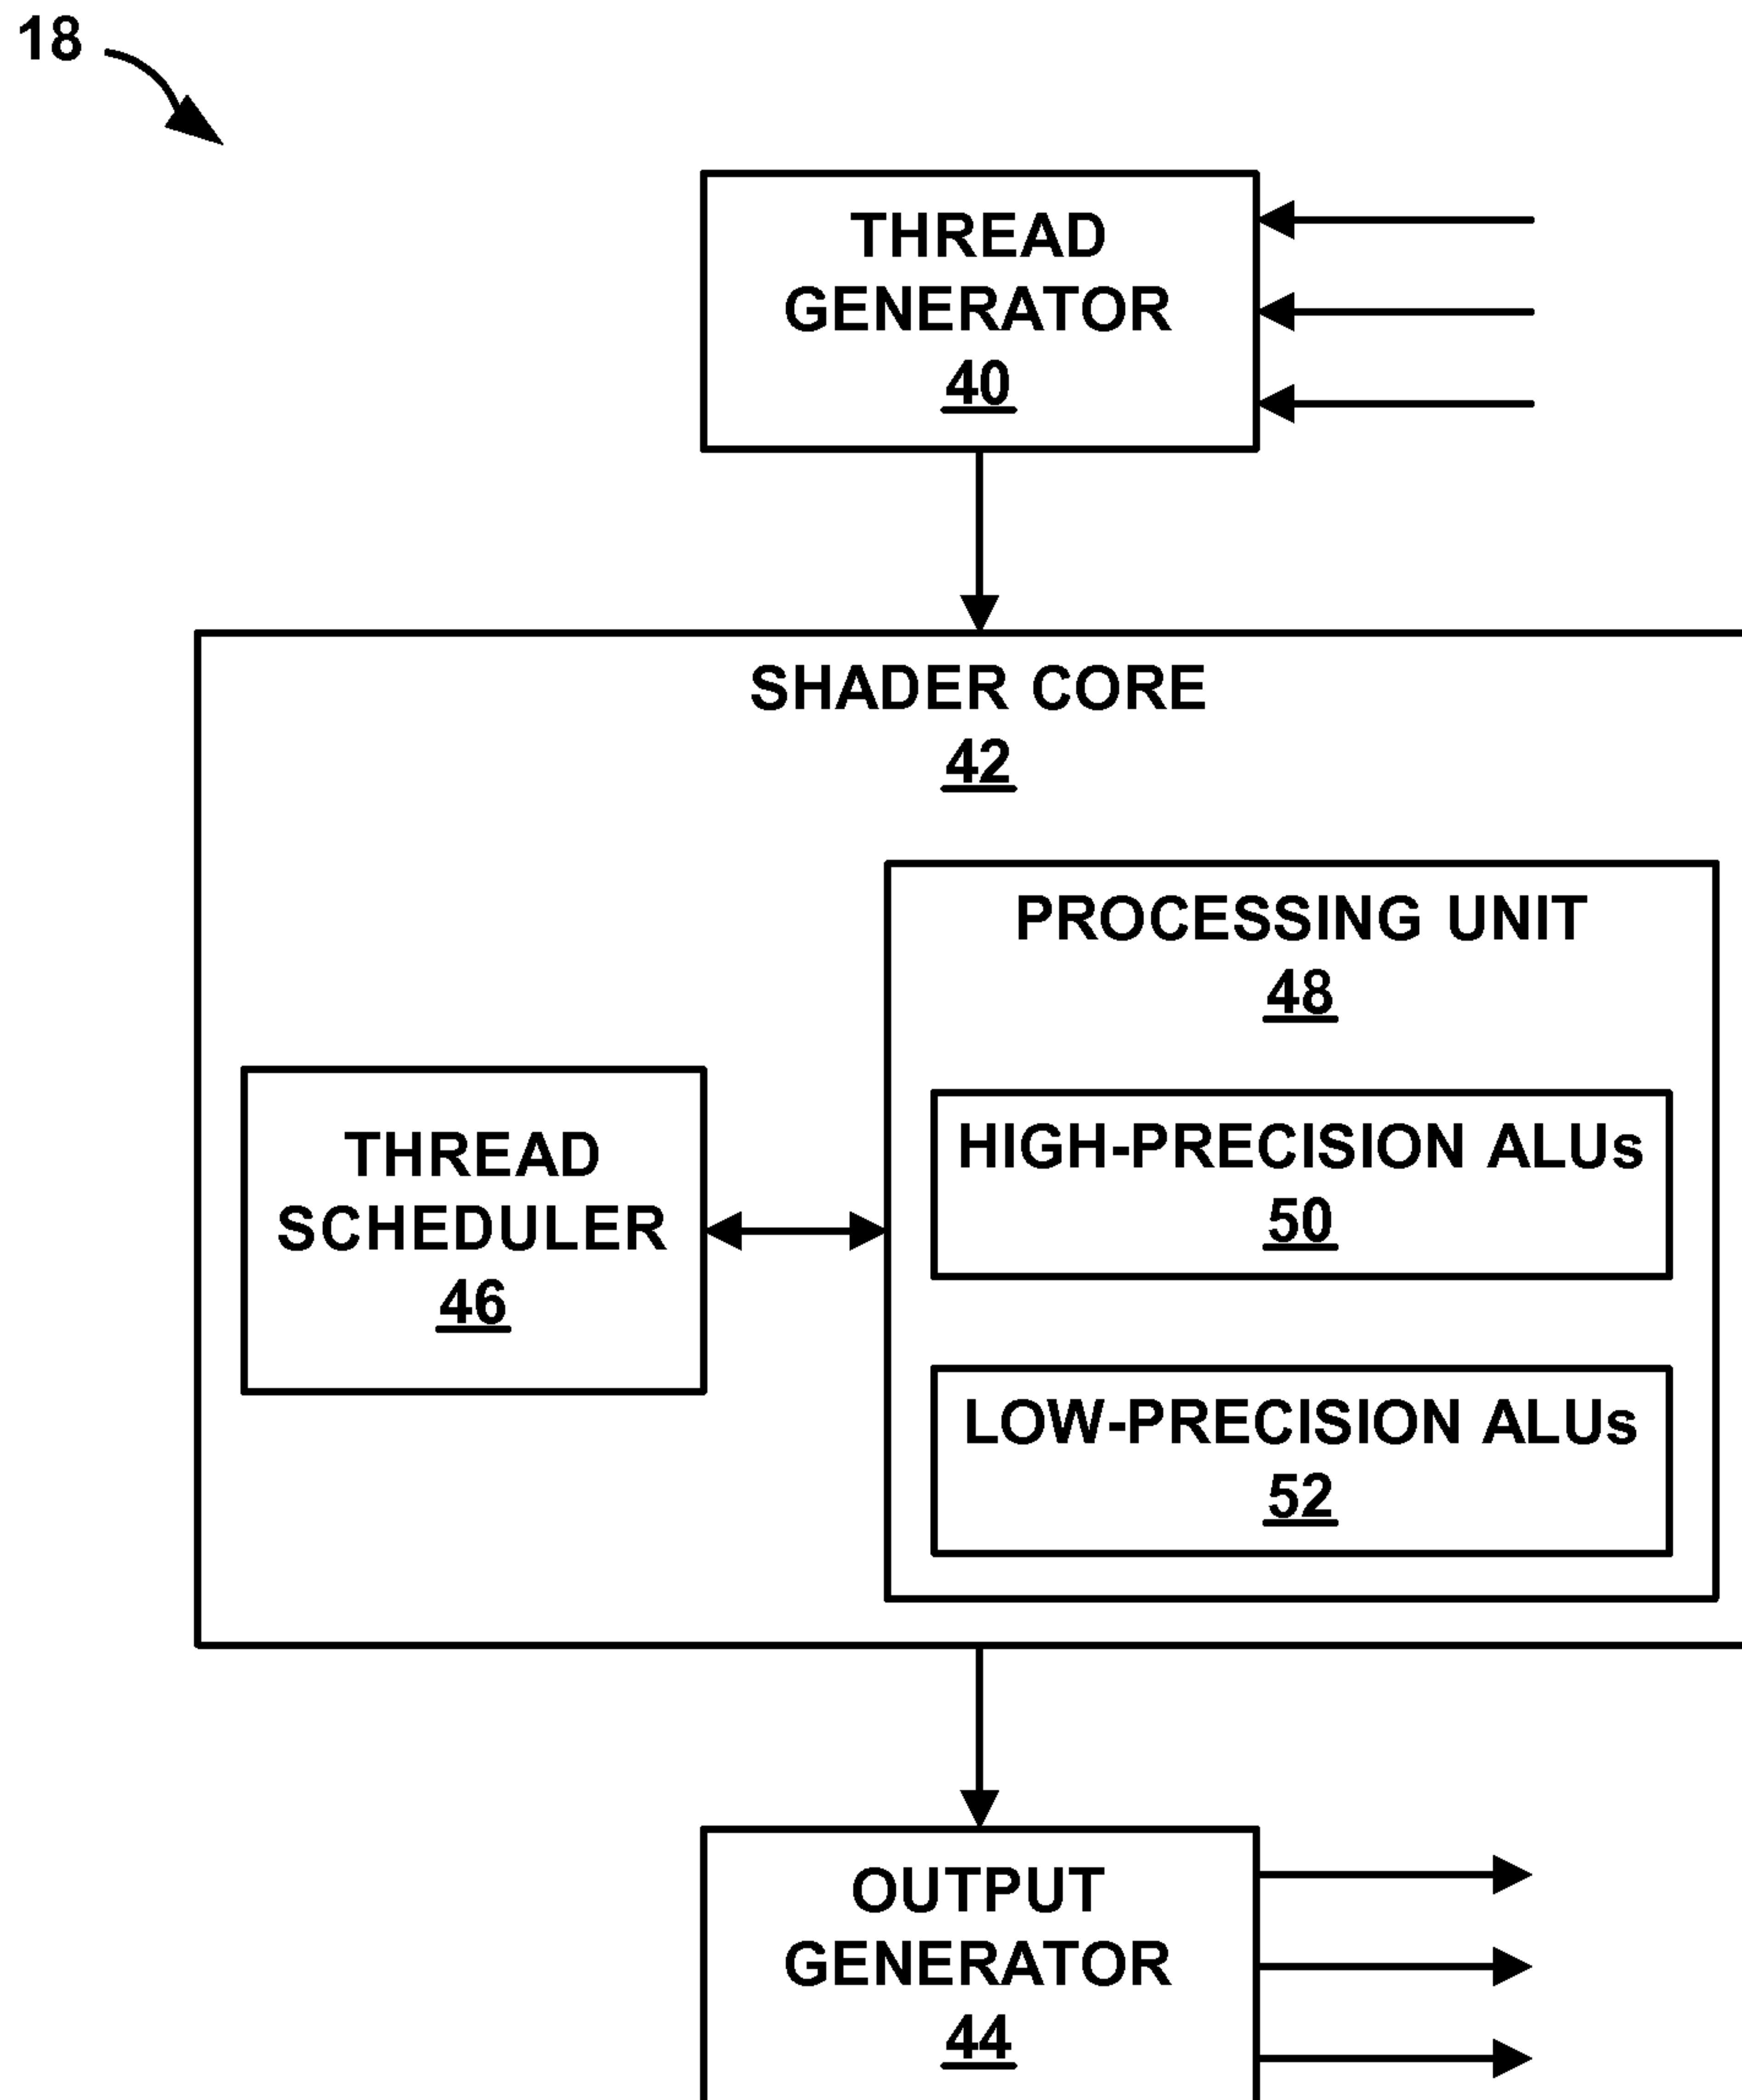 18
THREAD
GENERATOR
40
SHADER CORE
42
PROCESSING UNIT
48
THREAD
SCHEDULER
46
HIGH-PRECISION ALUs
50
LOW-PRECISION ALUs
52
OUTPUT
GENERATOR
44